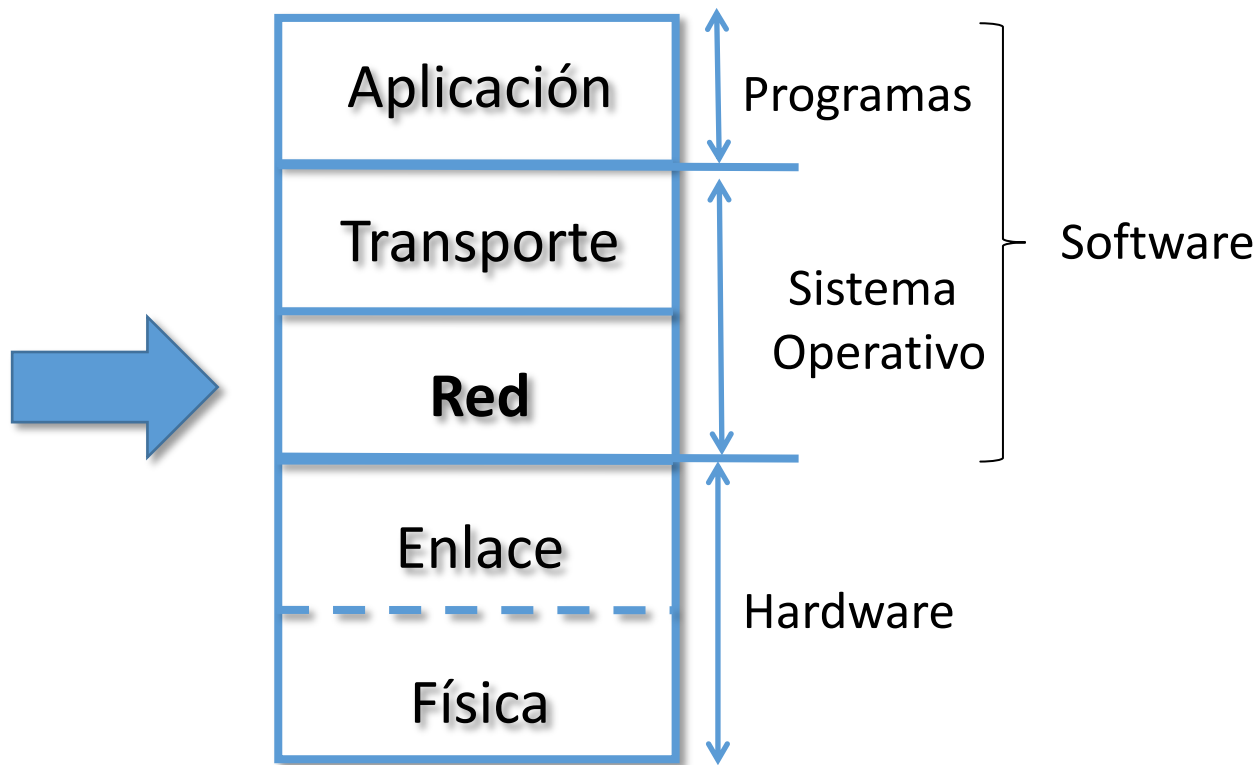 Aplicación
Programas
Transporte
Software
Sistema
Operativo
Red
Enlace
Hardware
Física